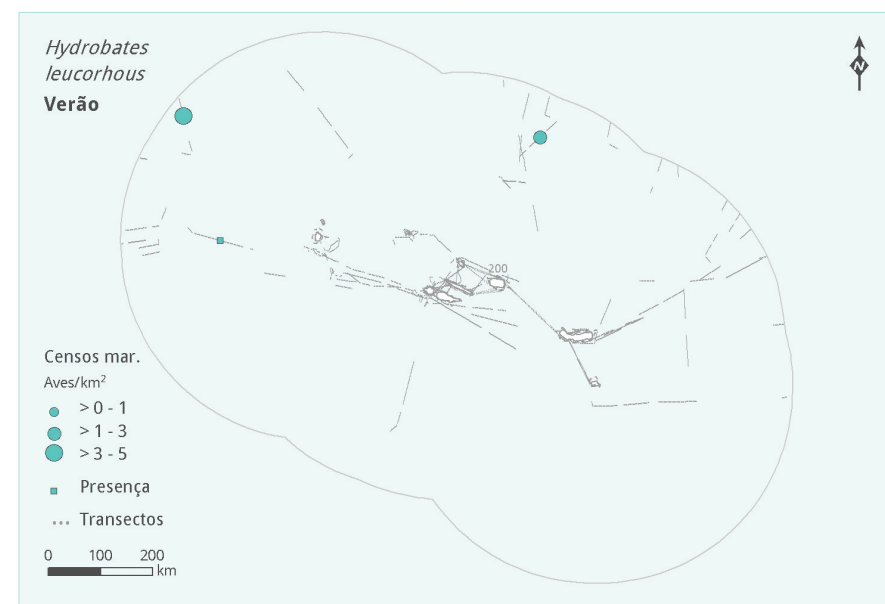 Hydrobates
leucorhous
Verão
N
200
Censos mar.
Aves/km²
> 0 - 1
> 1 - 3
> 3 - 5
Presença
Transectos
0 100 200
km